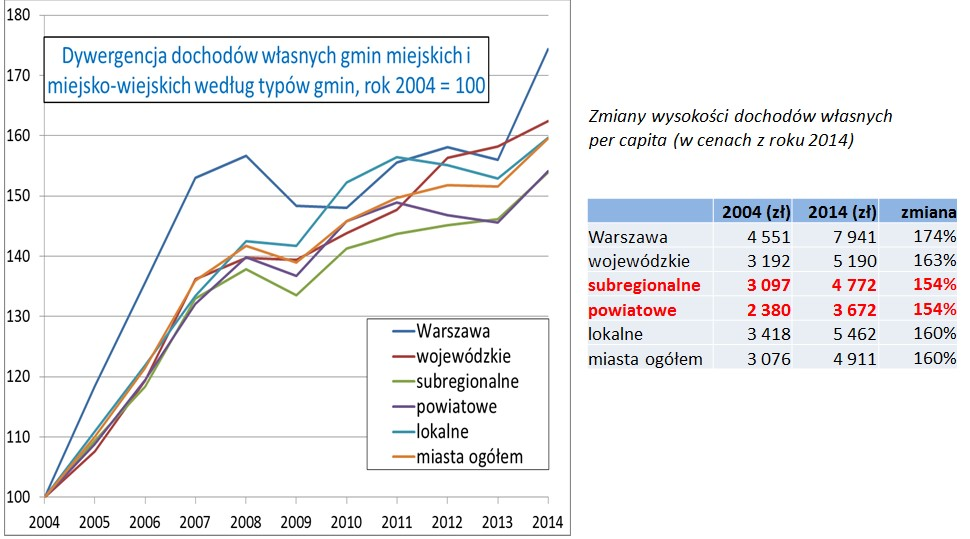 180
170
160
150
140
130
120
110
100
Dywergencja dochodów własnych gmin miejskich i
miejsko-wiejskich według typów gmin, rok 2004 = 100
Warszawa
wojewódzkie
subregionalne
powiatowe
lokalne
miasta ogółem
2004 2005 2006 2007 2008 2009 2010 2011 2012 2013 2014
Zmiany wysokości dochodów własnych
per capita (w cenach z roku 2014)
2004 (zł) 2014 (zł) zmiana
Warszawa 4 551 7 941 174%
wojewódzkie 3 192 5 190 163%
subregionalne 3 097 4 772 154%
powiatowe 2 380 3 672 154%
lokalne 3 418 5 462 160%
miasta ogółem 3 076 4 911 160%